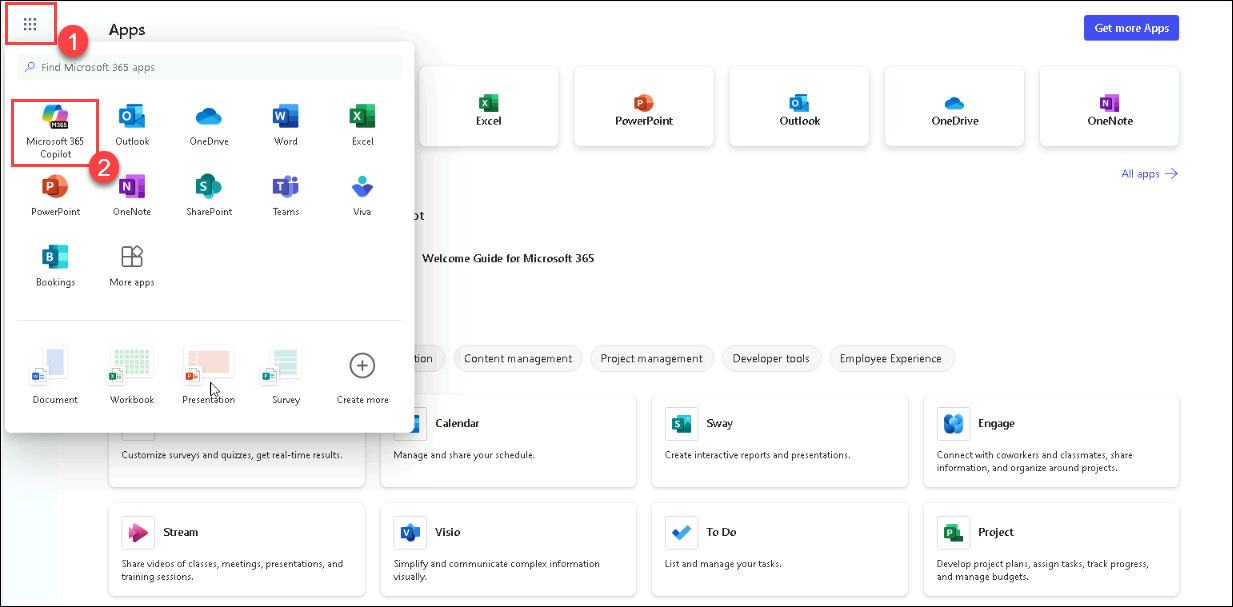 Apps
Get more Apps
1
Find Microsoft 365 apps
M365
Microsoft 365
Copilot
Outlook
OneDrive
Word
Excel
2
PowerPoint
OneNote
SharePoint
Teams
Viva
Bookings
More apps
Document
Workbook
Presentation
Survey
Create more
Excel
PowerPoint
Outlook
OneDrive
OneNote
All apps
ot
Welcome Guide for Microsoft 365
tion
Content management
Project management
Developer tools
Employee Experience
Customize surveys and quizzes, get real-time results.
Calendar
Manage and share your schedule.
Sway
Create interactive reports and presentations.
Engage
Connect with coworkers and classmates, share
information, and organize around projects.
Stream
Share videos of classes, meetings, presentations, and
training sessions.
Visio
Simplify and communicate complex information
visually.
To Do
List and manage your tasks.
Project
Develop project plans, assign tasks, track progress,
and manage budgets.